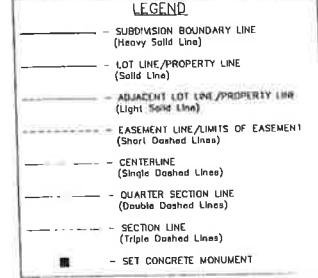 LEGEND
- SUBDIVISION BOUNDARY LINE
(Heavy Solid Line)
- LOT LINE/PROPERTY LINE
(Solid Line)
- ADJACENT LOT LINE/PROPERTY LINE
(Light Solid Line)
- EASEMENT LINE/LIMITS OF EASEMENT
(Short Dashed Lines)
- CENTERLINE
(Single Dashed Lines)
- QUARTER SECTION LINE
(Double Dashed Lines)
- SECTION LINE
(Triple Dashed Lines)
- SET CONCRETE MONUMENT